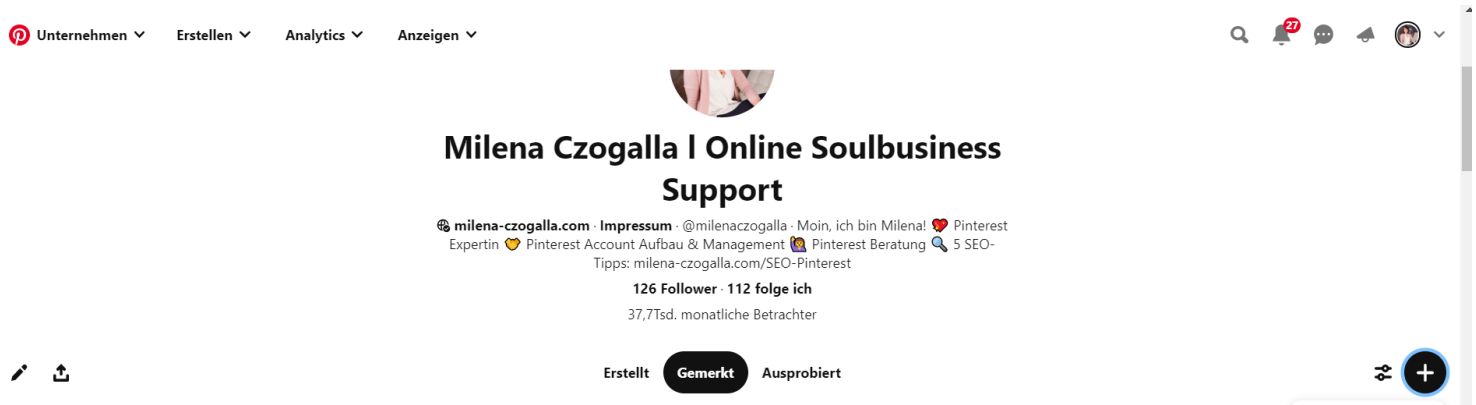 Unternehmen Erstellen Analytics Anzeigen 27
Milena Czogalla l Online Soulbusiness
Support
milena-czogalla.com · Impressum · @milenaczogalla · Moin, ich bin Milena! 💝 Pinterest
Expertin 🤝 Pinterest Account Aufbau & Management 🙋🏽‍♀️ Pinterest Beratung 🔍 5 SEO-
Tipps: milena-czogalla.com/SEO-Pinterest
126 Follower · 112 folge ich
37,7Tsd. monatliche Betrachter
Erstellt Gemerkt Ausprobiert